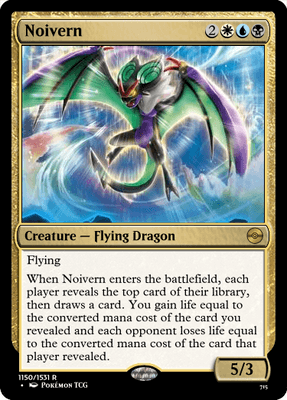 Noivern 2
Creature — Flying Dragon
Flying
When Noivern enters the battlefield, each
player reveals the top card of their library,
then draws a card. You gain life equal to
the converted mana cost of the card you
revealed and each opponent loses life equal
to the converted mana cost of the card that
player revealed.
5/3
1150/1531 R
• Pokémon TCG